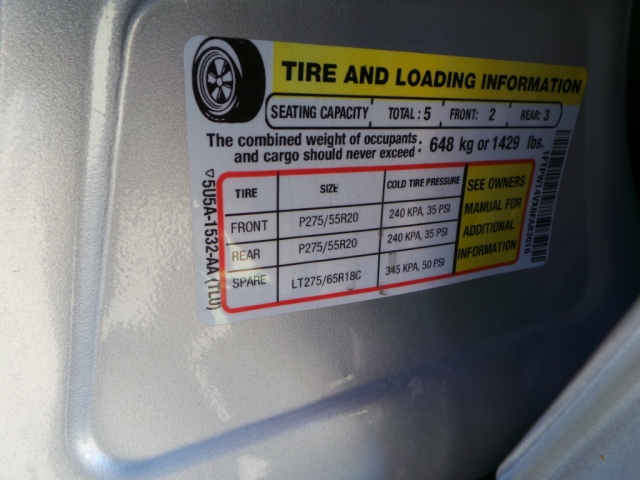 TIRE AND LOADING INFORMATION
SEATING CAPACITY TOTAL : 5 FRONT: 2 REAR: 3
The combined weight of occupants
and cargo should never exceed : 648 kg or 1429 lbs.
TIRE SIZE COLD TIRE PRESSURE
FRONT P275/55R20 240 KPA, 35 PSI
REAR P275/55R20 240 KPA, 35 PSI
SPARE LT275/65R18C 345 KPA, 50 PSI
SEE OWNERS
MANUAL FOR
ADDITIONAL
INFORMATION
5U5A-1532-AA (TLU)